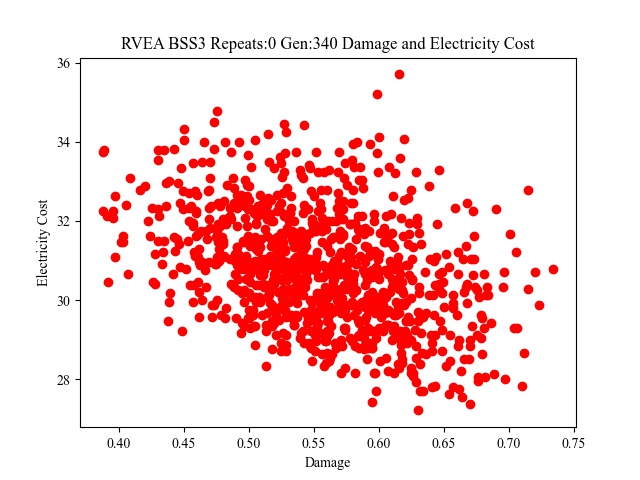 RVEA BSS3 Repeats:0 Gen:340 Damage and Electricity Cost
36
34
32
30
28
Electricity Cost
0.40 0.45 0.50 0.55 0.60 0.65 0.70 0.75
Damage